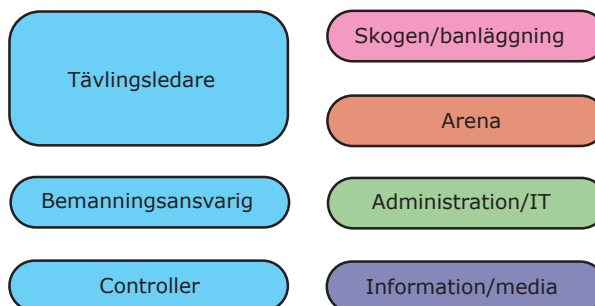 Tävlingsledare
Bemanningsansvarig
Controller
Skogen/banläggning
Arena
Administration/IT
Information/media